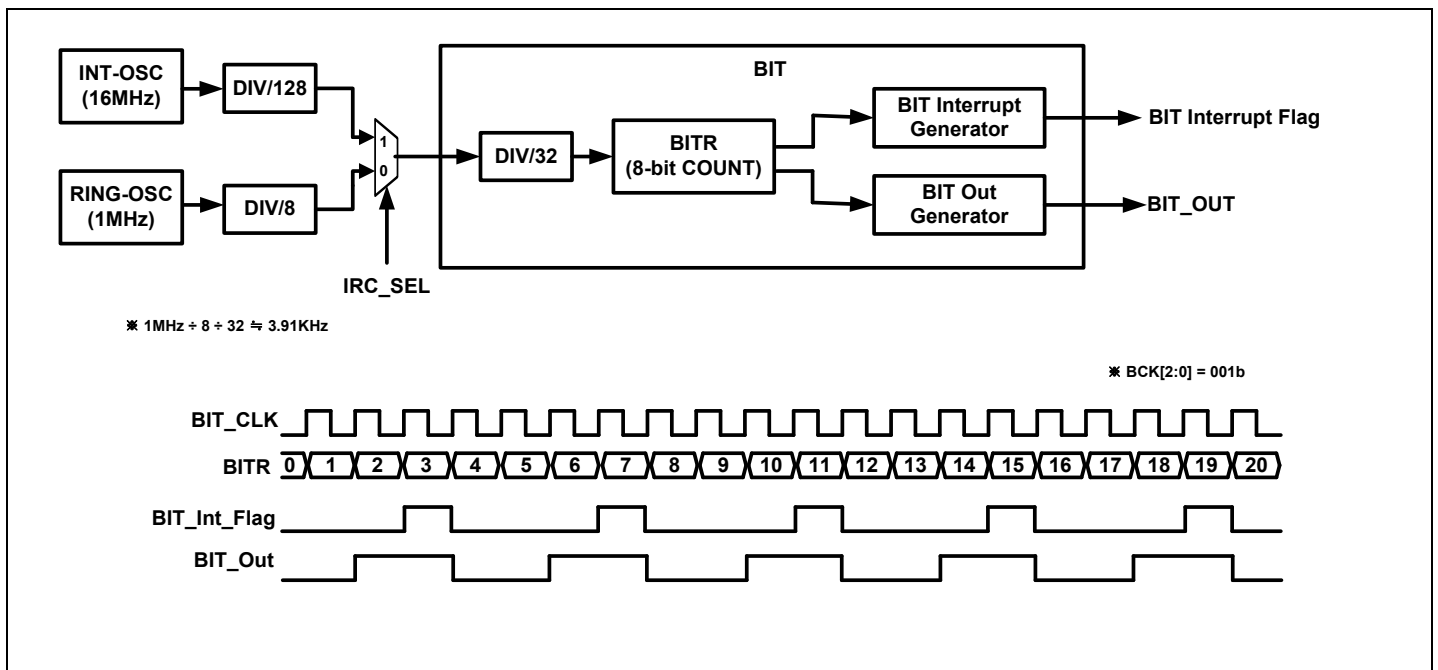 BIT
INT-OSC
(16MHz)
DIV/128
RING-OSC
(1MHz)
DIV/8
1
0
IRC_SEL
DIV/32
BITR
(8-bit COUNT)
BIT Interrupt
Generator
BIT Interrupt Flag
BIT Out
Generator
BIT_OUT
※ 1MHz ÷ 8 ÷ 32 ≒ 3.91KHz
※ BCK[2:0] = 001b
BIT_CLK
BITR 0 1 2 3 4 5 6 7 8 9 10 11 12 13 14 15 16 17 18 19 20
BIT_Int_Flag
BIT_Out